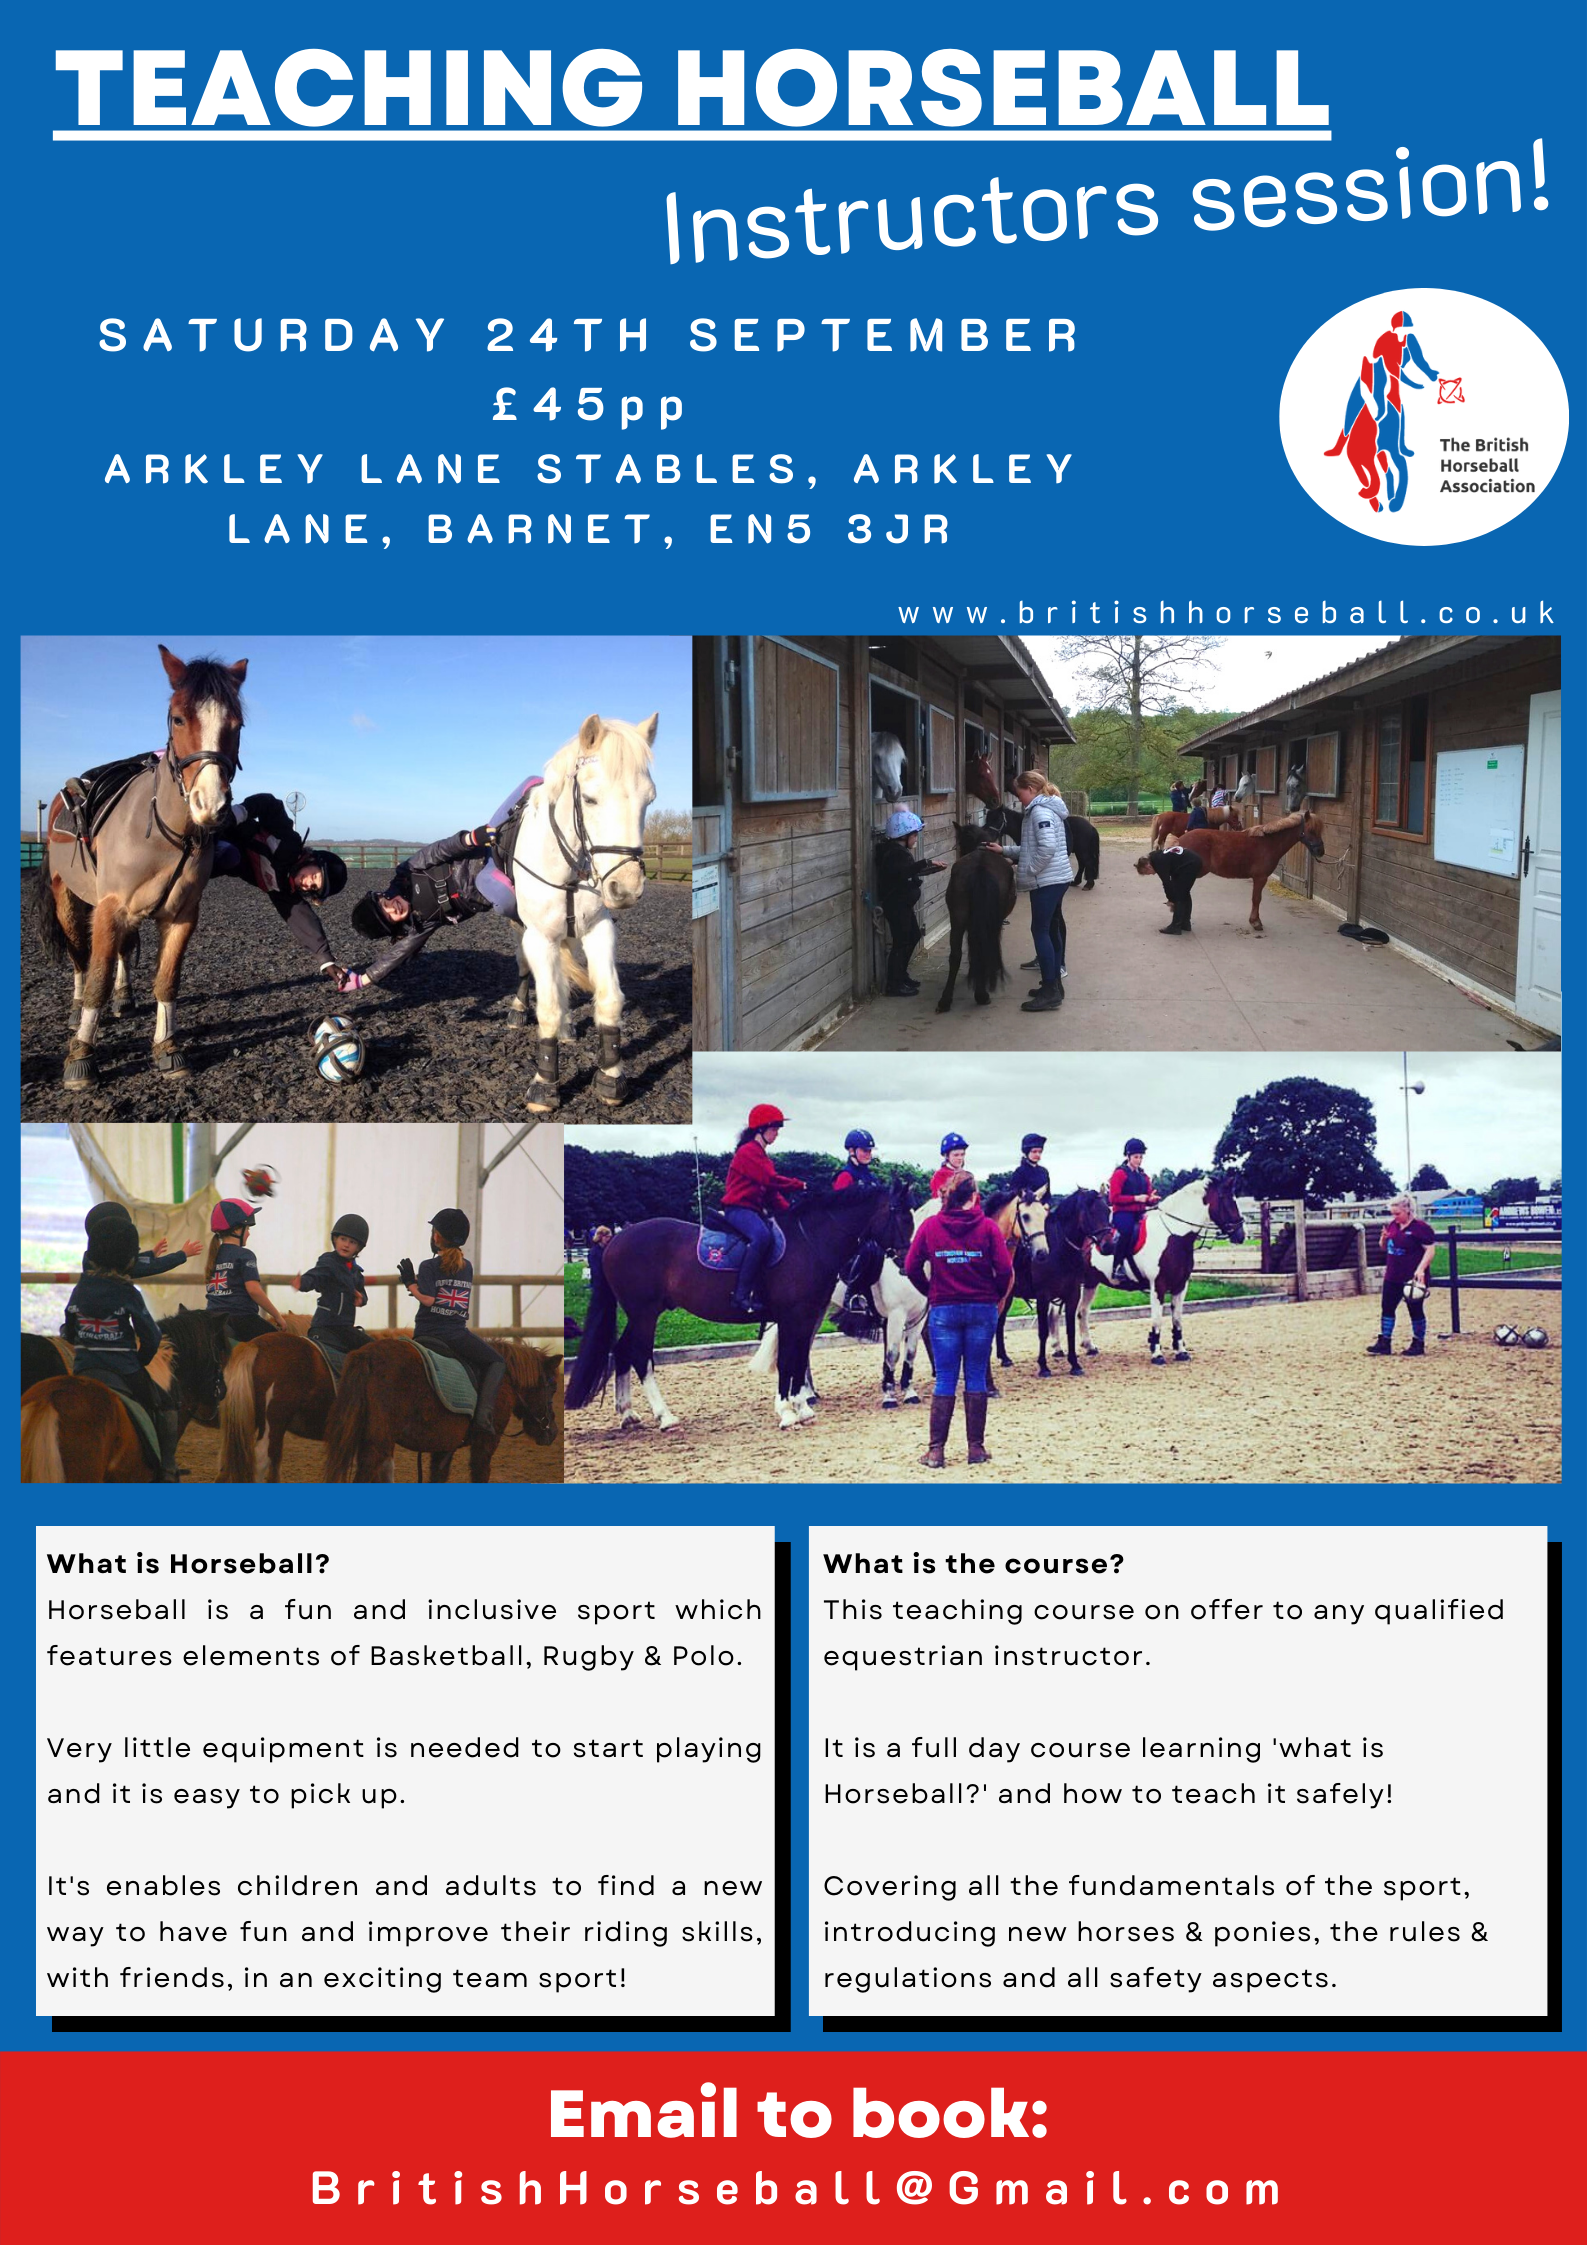 TEACHING HORSEBALL
Instructors session!
SATURDAY 24TH SEPTEMBER
£45pp
ARKLEY LANE STABLES, ARKLEY
LANE, BARNET, EN5 3JR
The British
Horseball
Association
www.britishhorseball.co.uk
What is Horseball?
Horseball is a fun and inclusive sport which
features elements of Basketball, Rugby & Polo.
Very little equipment is needed to start playing
and it is easy to pick up.
It's enables children and adults to find a new
way to have fun and improve their riding skills,
with friends, in an exciting team sport!
What is the course?
This teaching course on offer to any qualified
equestrian instructor.
It is a full day course learning 'what is
Horseball?' and how to teach it safely!
Covering all the fundamentals of the sport,
introducing new horses & ponies, the rules &
regulations and all safety aspects.
Email to book:
BritishHorseball@Gmail.com